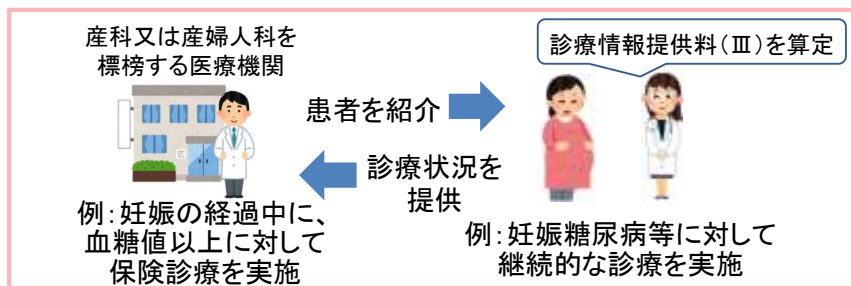 産科又は産婦人科を
標榜する医療機関
診療情報提供料(Ⅲ)を算定
患者を紹介
診療状況を
提供
例:妊娠の経過中に、
血糖値以上に対して
保険診療を実施
例:妊娠糖尿病等に対して
継続的な診療を実施